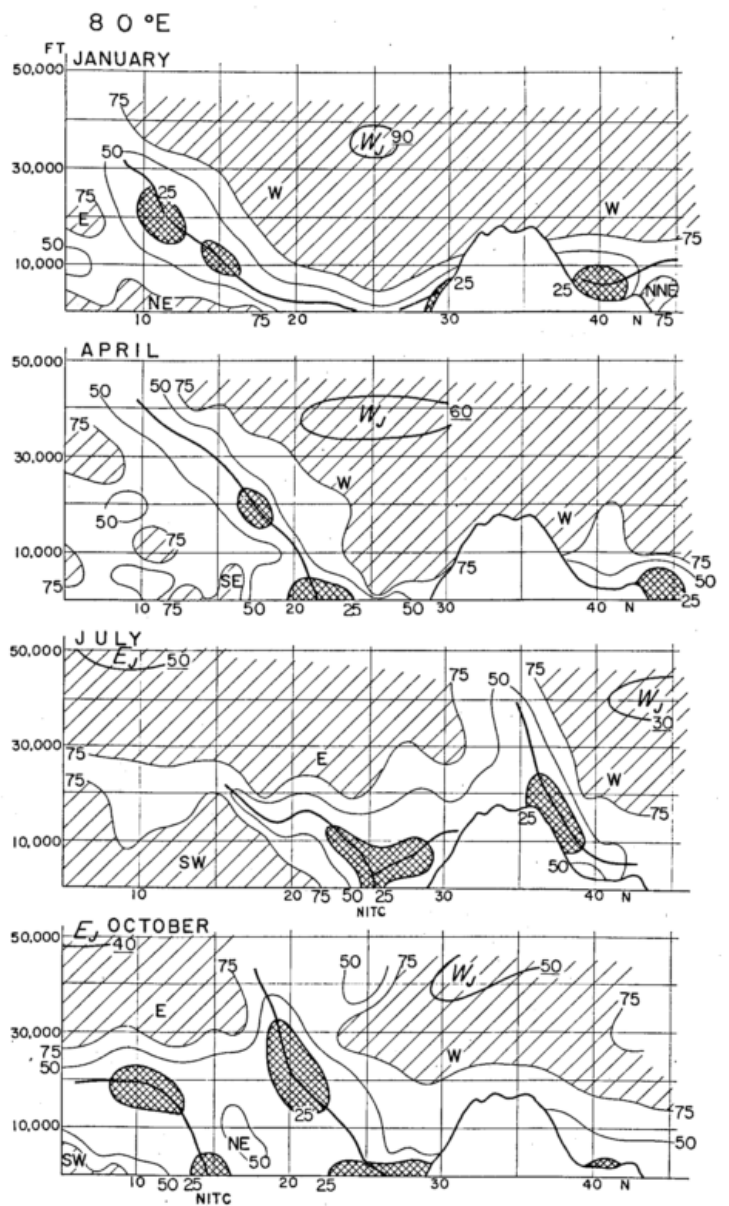 80°E
FT JANUARY
50,000
75
W_J 90
50
30,000
25
75
W
W
E
50
75
10,000
25
25
NNE
NE
10
75
20
30
40
N
75
APRIL
50,000
50
50
75
W_J
60
75
30,000
W
50
W
75
10,000
75
75
75
50
SE
10
75
50
20
25
50
30
40
N
25
JULY
50,000
E_J 50
75
50
75
W_J
30
30,000
75
E
75
W
25
75
10,000
SW
50
10
20
75
50
25
30
40
N
NITC
E_J OCTOBER
50,000
40
75
50
75
W_J
50
75
E
30,000
75
W
50
25
75
10,000
NE
50
50
SW
10
50
25
20
25
30
40
N
NITC